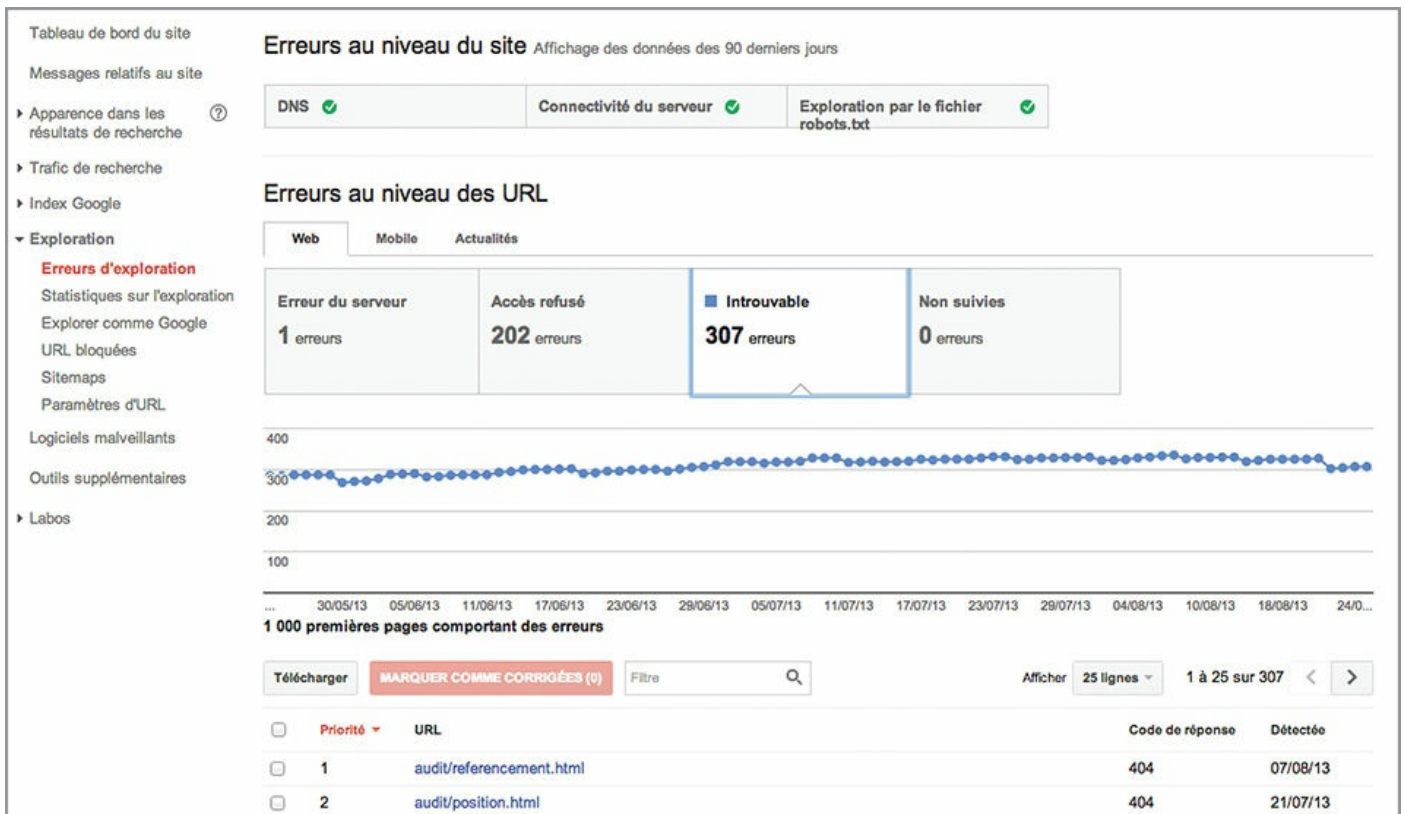 Tableau de bord du site
Messages relatifs au site
Apparence dans les
résultats de recherche
?
Trafic de recherche
Index Google
Exploration
Erreurs d'exploration
Statistiques sur l'exploration
Explorer comme Google
URL bloquées
Sitemaps
Paramètres d'URL
Logiciels malveillants
Outils supplémentaires
Labos
Erreurs au niveau du site Affichage des données des 90 derniers jours
DNS
Connectivité du serveur
Exploration par le fichier
robots.txt
Erreurs au niveau des URL
Web Mobile Actualités
Erreur du serveur
1 erreurs
Accès refusé
202 erreurs
Introuvable
307 erreurs
Non suivies
0 erreurs
400
300
200
100
... 30/05/13 05/06/13 11/06/13 17/06/13 23/06/13 29/06/13 05/07/13 11/07/13 17/07/13 23/07/13 29/07/13 04/08/13 10/08/13 18/08/13 24/0...
1 000 premières pages comportant des erreurs
Télécharger MARQUER COMME CORRIGÉES (0) Filtre Afficher 25 lignes 1 à 25 sur 307
Priorité URL Code de réponse Détectée
1 audit/referencement.html 404 07/08/13
2 audit/position.html 404 21/07/13